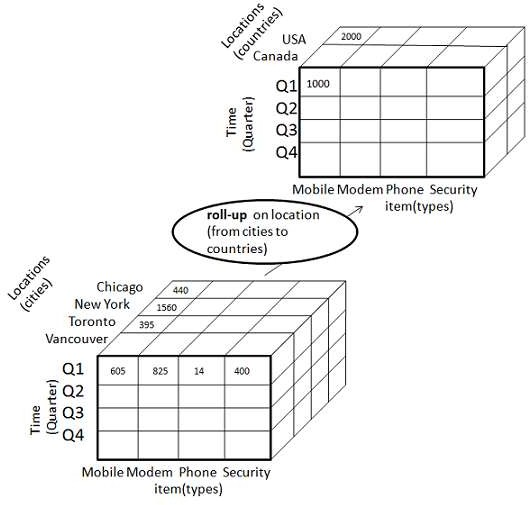 Locations
(countries)
USA
2000
Canada
Q1
1000
Q2
Q3
Q4
Time
(Quarter)
Mobile Modem Phone Security
item(types)
roll-up on location
(from cities to
countries)
Locations
(cities)
Chicago
440
New York
1560
Toronto
395
Vancouver
Q1
605 825 14 400
Q2
Q3
Q4
Time
(Quarter)
Mobile Modem Phone Security
item(types)